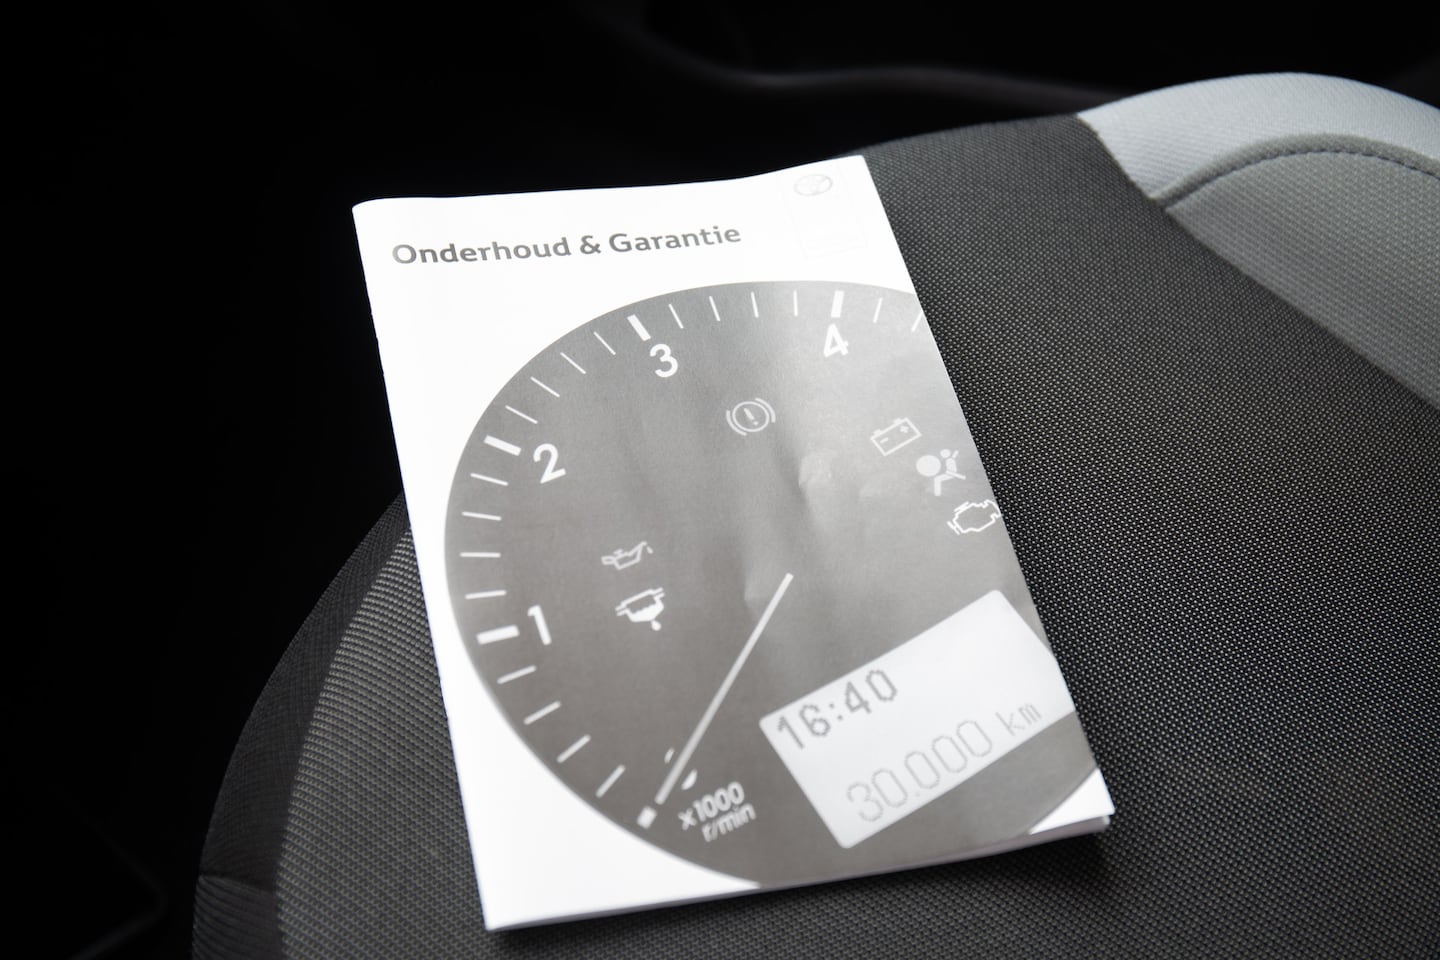 Onderhoud & Garantie
3
4
2
1
16:40
30.000 km
x1000
r/min